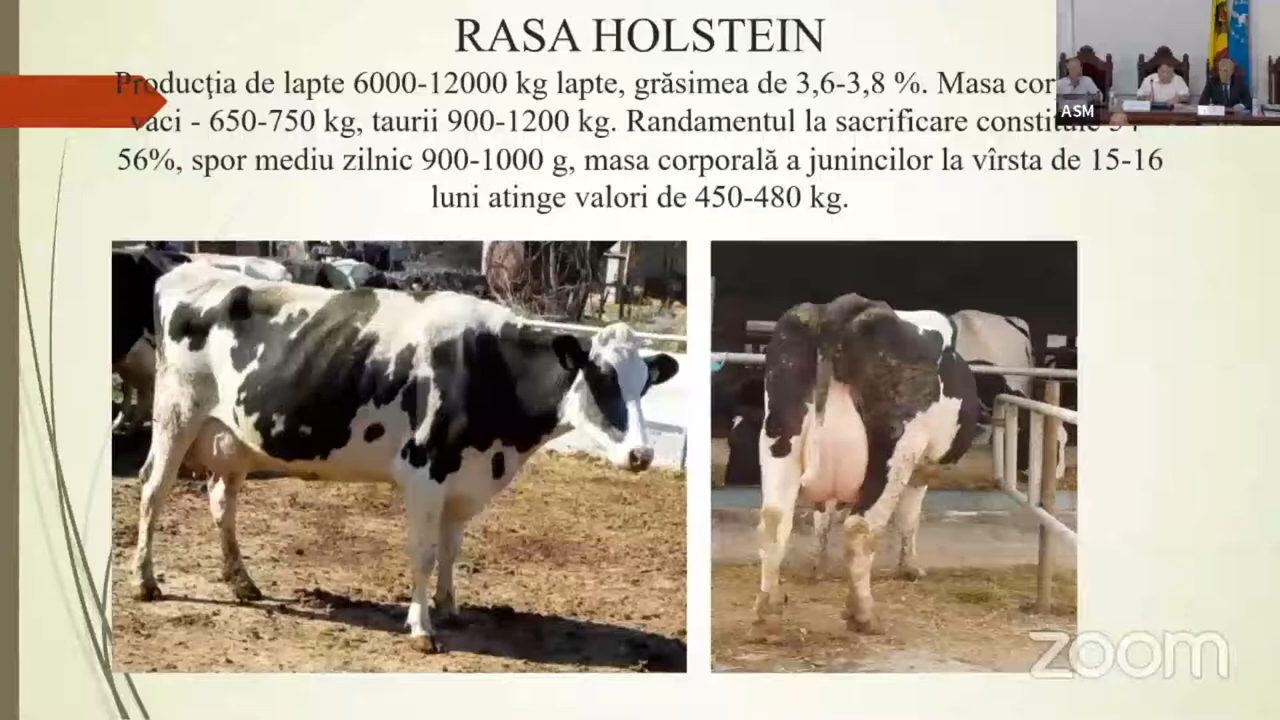 RASA HOLSTEIN
Producția de lapte 6000-12000 kg lapte, grăsimea de 3,6-3,8 %. Masa
vaci - 650-750 kg, taurii 900-1200 kg. Randamentul la sacrificare
56%, spor mediu zilnic 900-1000 g, masa corporală a junincilor la vîrsta de 15-16
luni atinge valori de 450-480 kg.
ASM
zoom